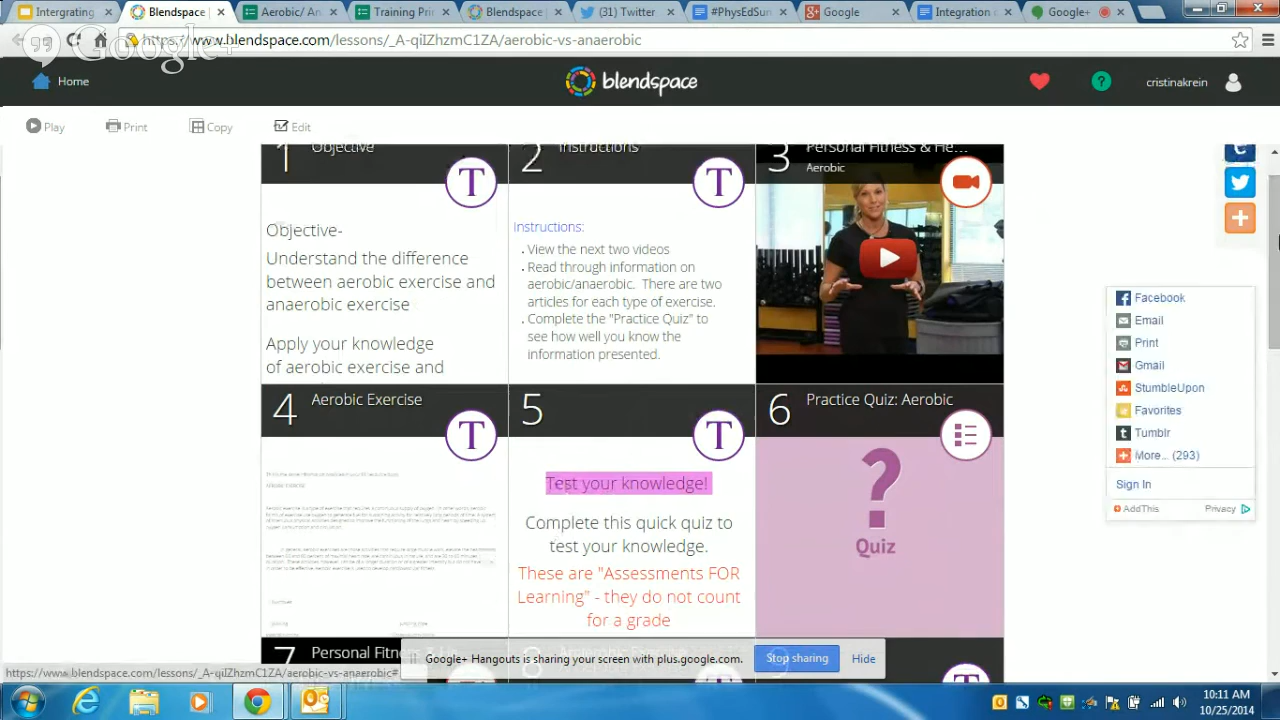 Intergrating
Blendspace
Aerobic/ An
Training Pri
Blendspace
(31) Twitter
#PhysEdSun
Google
Integration o
Google+
https://www.blendspace.com/lessons/_A-qiIZhzmC1ZA/aerobic-vs-anaerobic
Google+
Home
blendspace
cristinakrein
Play
Print
Copy
Edit
1 Objective
T
2 Instructions
T
3 Personal Fitness & He...
Aerobic
Objective-
Understand the difference
between aerobic exercise and
anaerobic exercise
Apply your knowledge
of aerobic exercise and
Instructions:
. View the next two videos
. Read through information on
aerobic/anaerobic. There are two
articles for each type of exercise.
. Complete the "Practice Quiz" to
see how well you know the
information presented.
Facebook
Email
Print
Gmail
StumbleUpon
Favorites
Tumblr
More... (293)
Sign In
AddThis
Privacy
4 Aerobic Exercise
T
5
T
6 Practice Quiz: Aerobic
Test your knowledge!
Complete this quick quiz to
test your knowledge.
These are "Assessments FOR
Learning" - they do not count
for a grade
?
Quiz
7 Personal Fitn
8
Google+ Hangouts is sharing your screen with plus.google.com.
Stop sharing
Hide
https://www.blendspace.com/lessons/_A-qiIZhzmC1ZA/aerobic-vs-anaerobic#
10:11 AM
10/25/2014